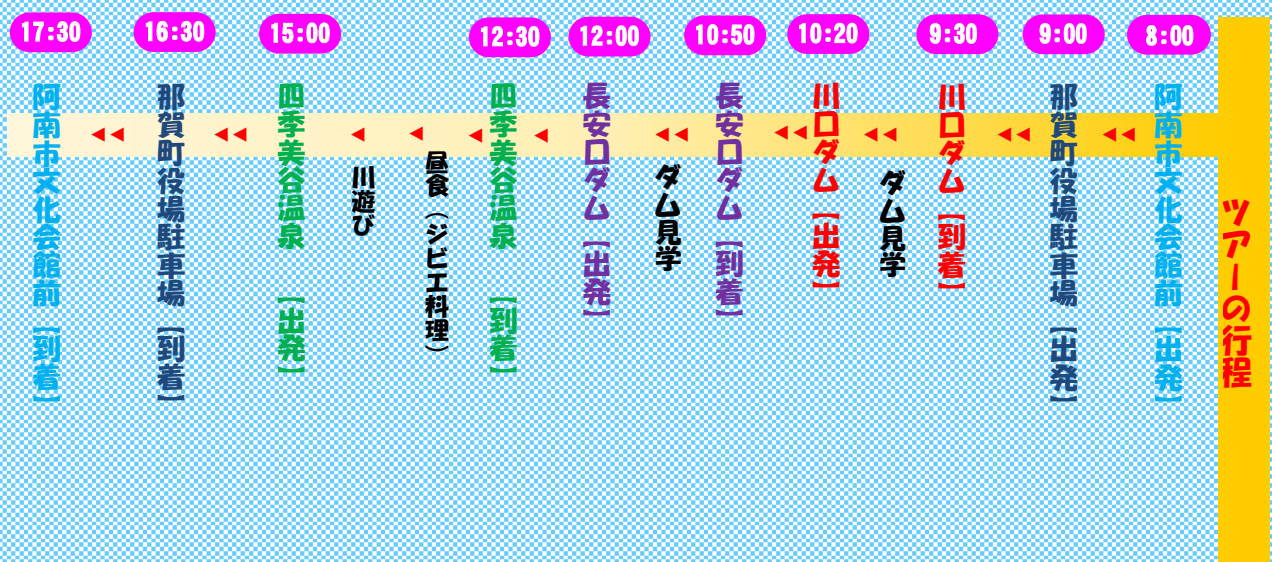 ツアーの行程
8:00
阿南市文化会館前【出発】
9:00
那賀町役場駐車場【出発】
9:30
川口ダム【到着】
ダム見学
10:20
川口ダム【出発】
10:50
長安口ダム【到着】
ダム見学
12:00
長安口ダム【出発】
12:30
四季美谷温泉【到着】
昼食（ジビエ料理）
川遊び
15:00
四季美谷温泉【出発】
16:30
那賀町役場駐車場【到着】
17:30
阿南市文化会館前【到着】